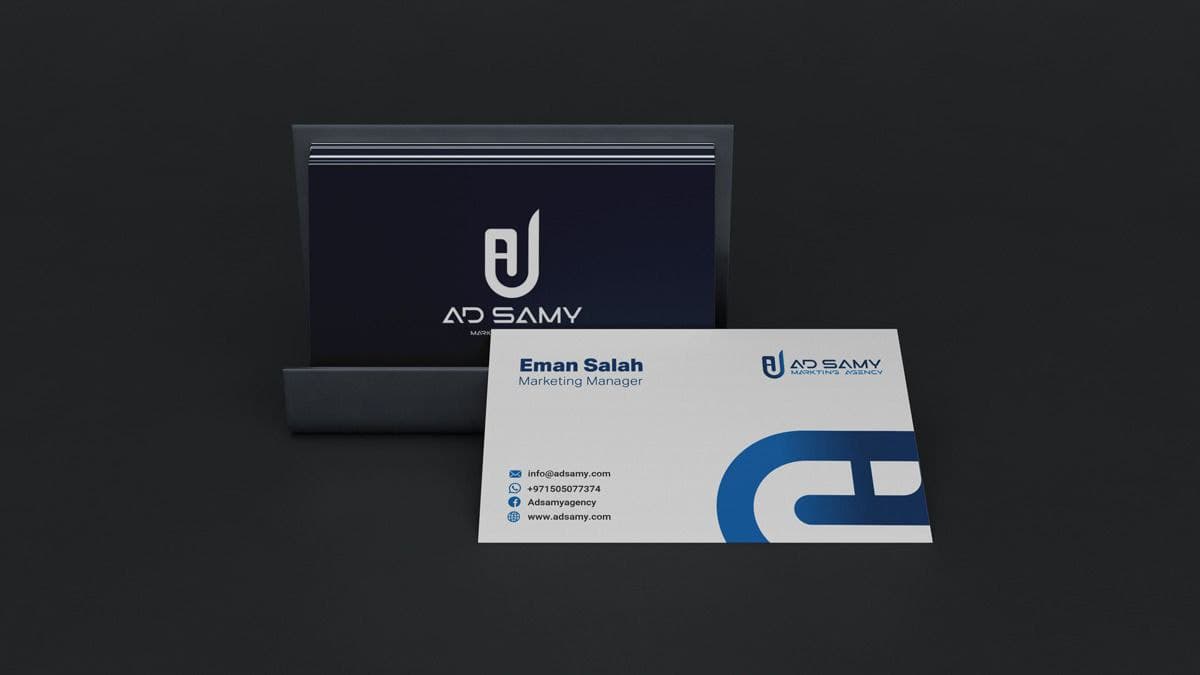 AD SAMY
Eman Salah
Marketing Manager
AD SAMY
MARKTING AGENCY
info@adsamy.com
+971505077374
Adsamyagency
www.adsamy.com